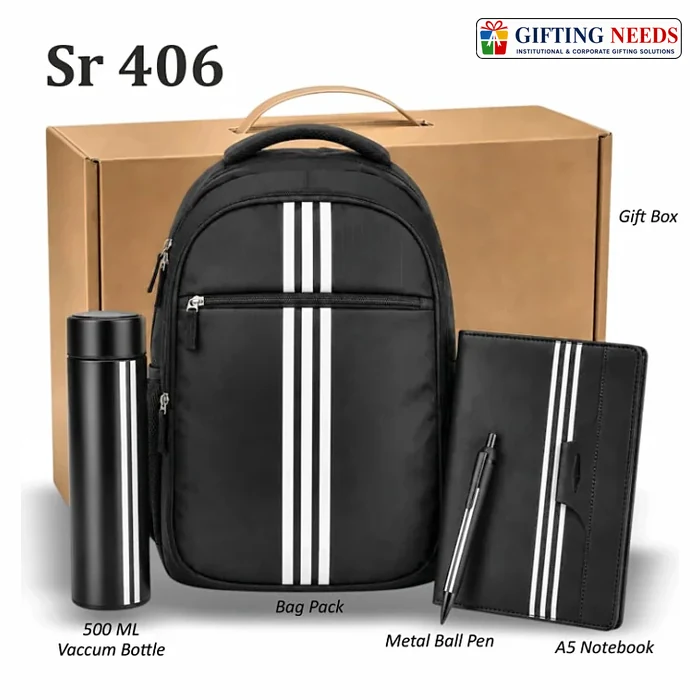 Sr 406
GIFTING NEEDS
INSTITUTIONAL & CORPORATE GIFTING SOLUTIONS
Gift Box
Bag Pack
500 ML
Vaccum Bottle
Metal Ball Pen
A5 Notebook